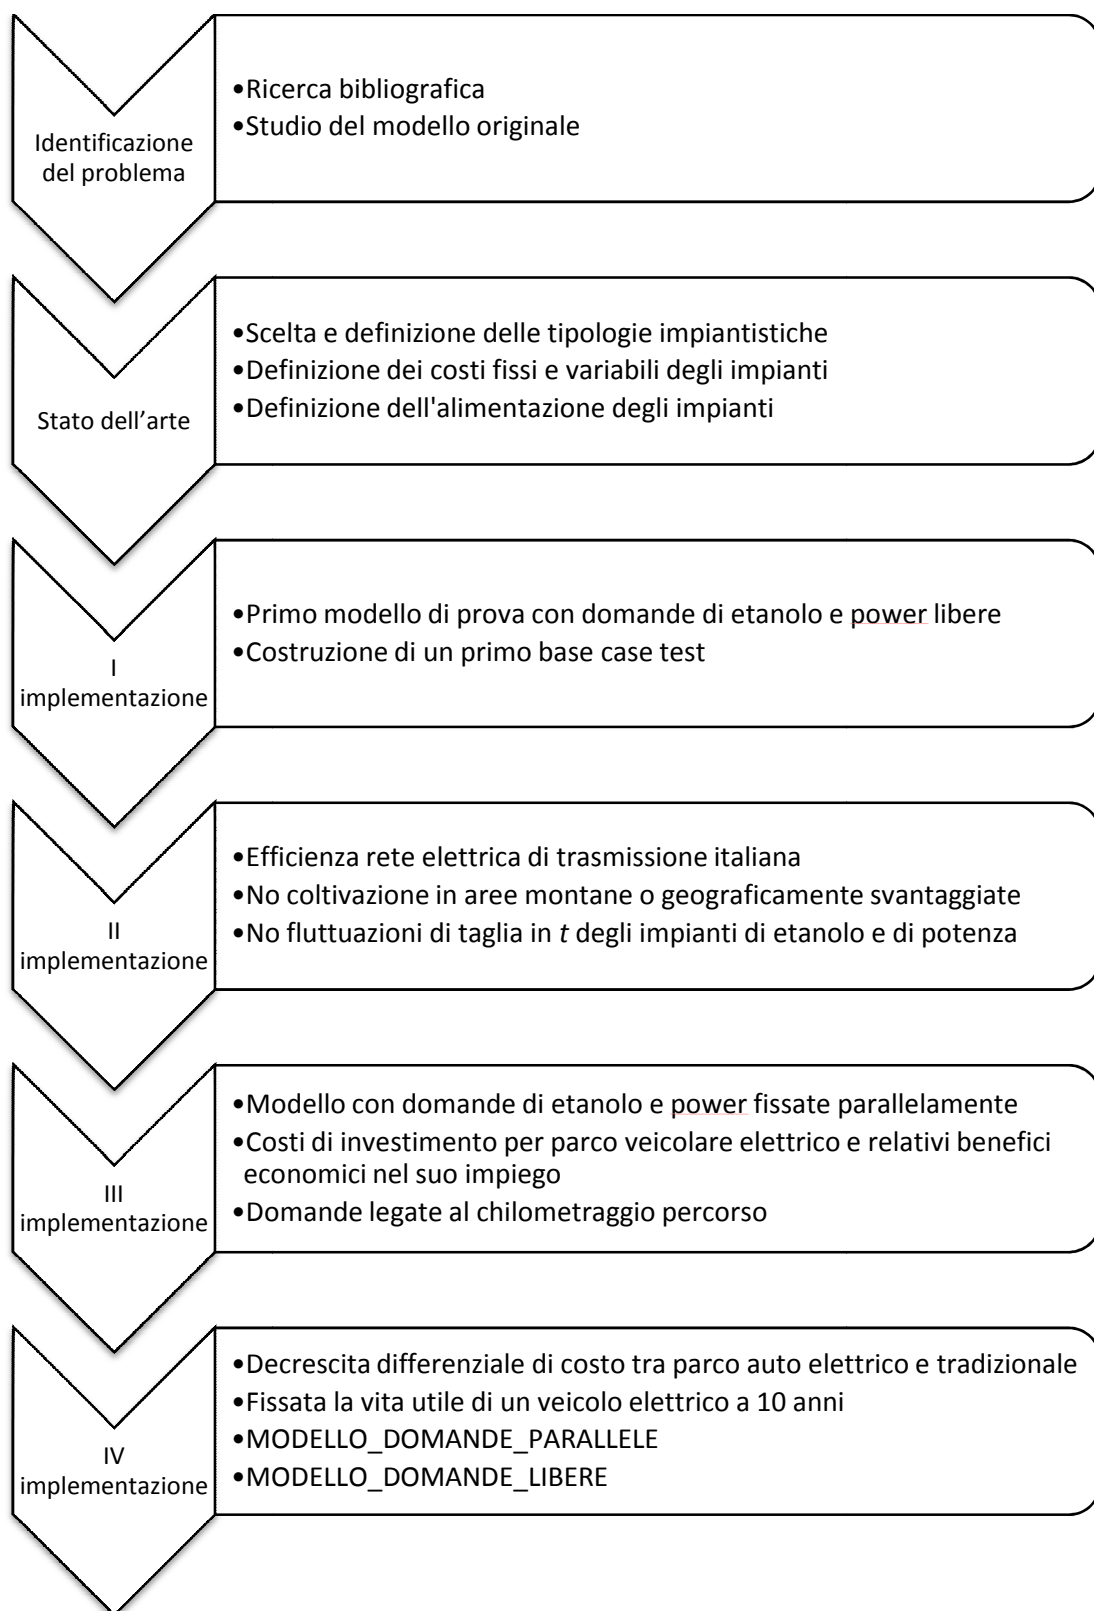 Identificazione
del problema
•Ricerca bibliografica
•Studio del modello originale
Stato dell’arte
•Scelta e definizione delle tipologie impiantistiche
•Definizione dei costi fissi e variabili degli impianti
•Definizione dell'alimentazione degli impianti
I
implementazione
•Primo modello di prova con domande di etanolo e power libere
•Costruzione di un primo base case test
II
implementazione
•Efficienza rete elettrica di trasmissione italiana
•No coltivazione in aree montane o geograficamente svantaggiate
•No fluttuazioni di taglia in t degli impianti di etanolo e di potenza
III
implementazione
•Modello con domande di etanolo e power fissate parallelamente
•Costi di investimento per parco veicolare elettrico e relativi benefici
economici nel suo impiego
•Domande legate al chilometraggio percorso
IV
implementazione
•Decrescita differenziale di costo tra parco auto elettrico e tradizionale
•Fissata la vita utile di un veicolo elettrico a 10 anni
•MODELLO_DOMANDE_PARALLELE
•MODELLO_DOMANDE_LIBERE